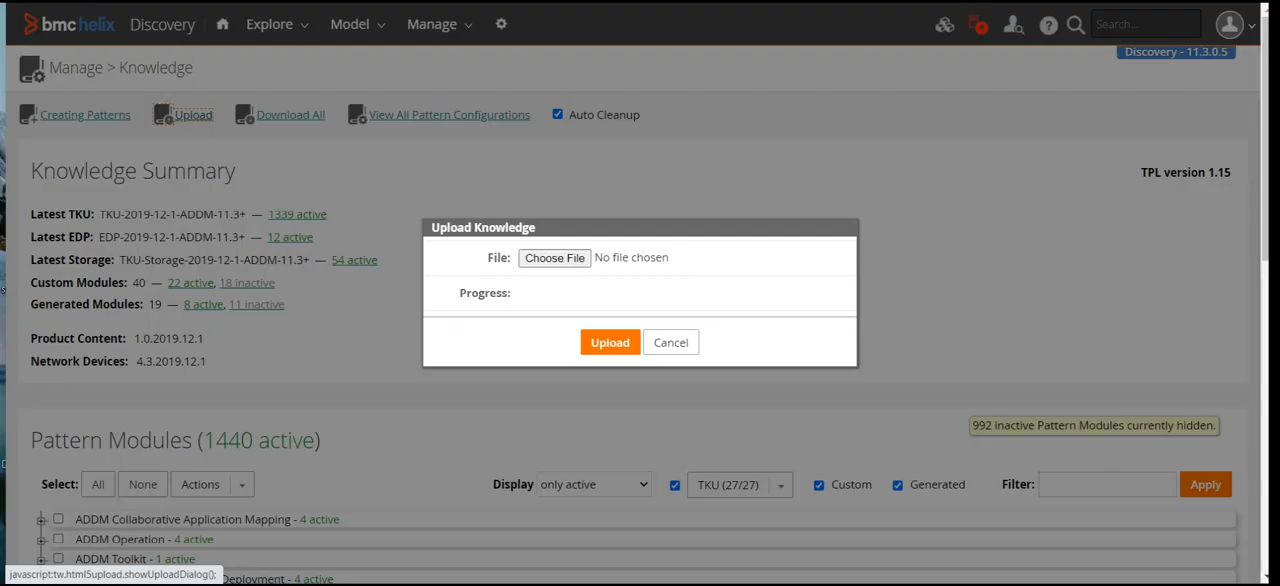 bmchelix Discovery Explore Model Manage Search...
Discovery - 11.3.0.5
Manage > Knowledge
Creating Patterns Upload Download All View All Pattern Configurations Auto Cleanup
Knowledge Summary
TPL version 1.15
Latest TKU: TKU-2019-12-1-ADDM-11.3+ — 1339 active
Latest EDP: EDP-2019-12-1-ADDM-11.3+ — 12 active
Latest Storage: TKU-Storage-2019-12-1-ADDM-11.3+ — 54 active
Custom Modules: 40 — 22 active, 18 inactive
Generated Modules: 19 — 8 active, 11 inactive
Product Content: 1.0.2019.12.1
Network Devices: 4.3.2019.12.1
Upload Knowledge
File: Choose File No file chosen
Progress:
Upload Cancel
Pattern Modules (1440 active)
992 inactive Pattern Modules currently hidden.
Select: All None Actions Display only active TKU (27/27) Custom Generated Filter: Apply
ADDM Collaborative Application Mapping - 4 active
ADDM Operation - 4 active
ADDM Toolkit - 1 active
Deployment - 4 active
javascript:tw.html5upload.showUploadDialog();